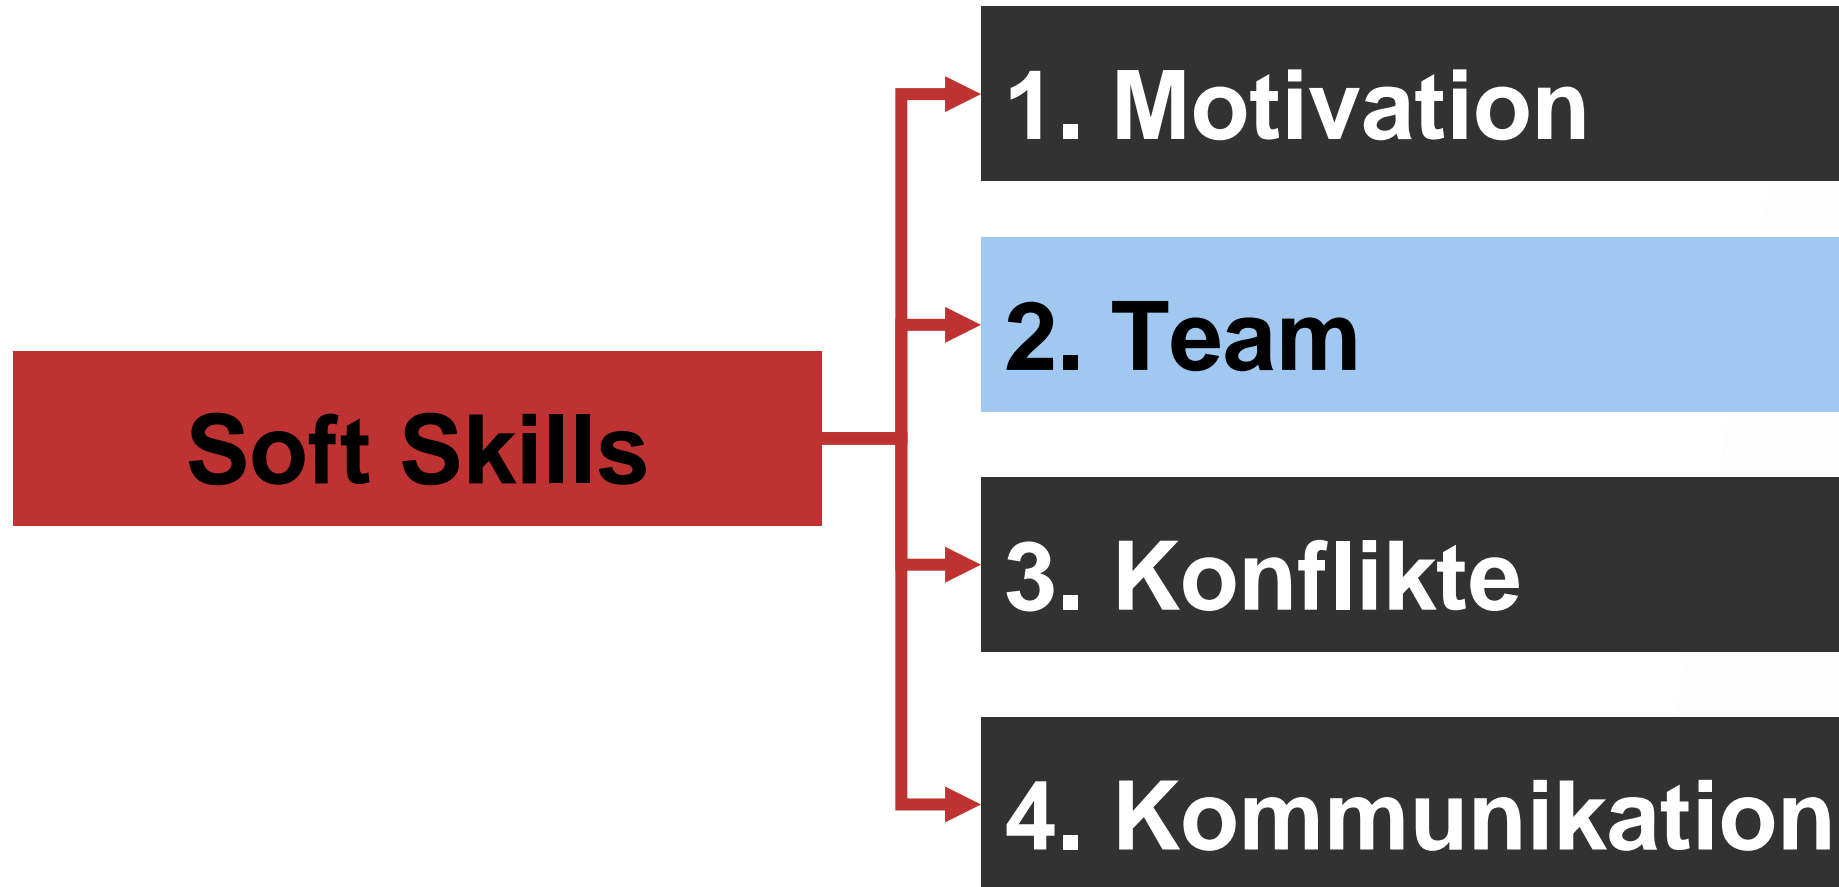 Soft Skills
1. Motivation
2. Team
3. Konflikte
4. Kommunikation